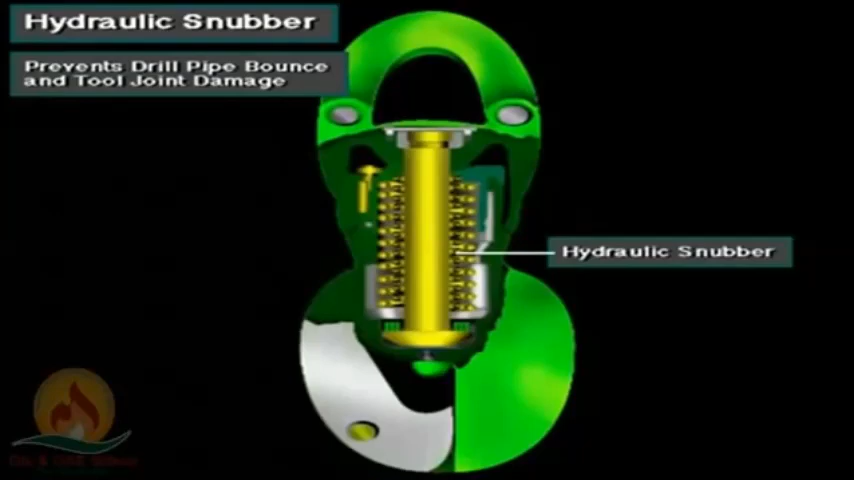 Hydraulic Snubber
Prevents Drill Pipe Bounce
and Tool Joint Damage
Hydraulic Snubber